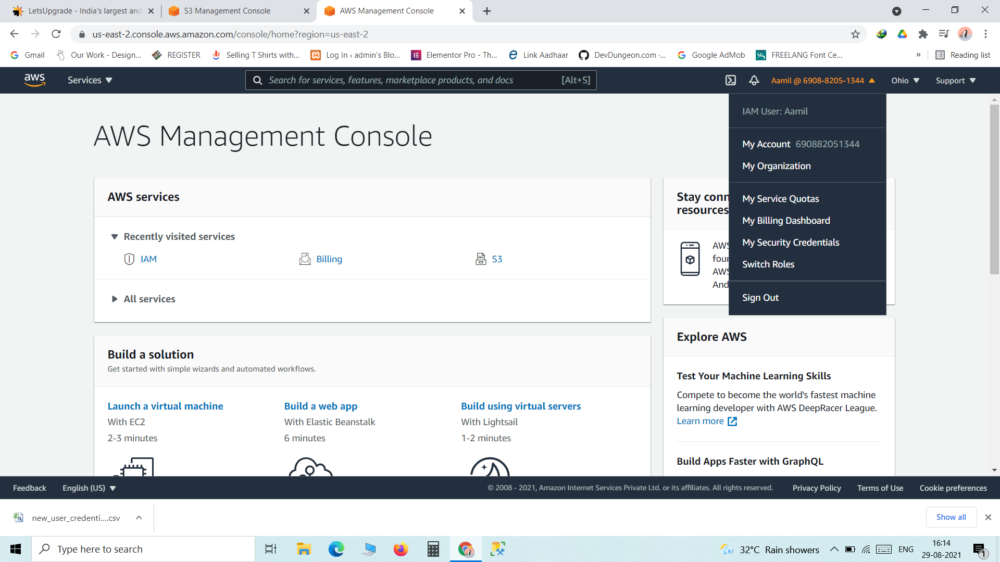 LetsUpgrade - India's largest and
S3 Management Console
AWS Management Console
us-east-2.console.aws.amazon.com/console/home?region=us-east-2
Gmail
Our Work - Design...
REGISTER
Selling T Shirts with...
Log In ‹ admin's Blo...
Elementor Pro - Th...
Link Aadhaar
DevDungeon.com -...
Google AdMob
FREELANG Font Ce...
»
Reading list
aws
Services
Search for services, features, marketplace products, and docs
[Alt+S]
Aamil @ 6908-8205-1344
Ohio
Support
IAM User: Aamil
My Account 690882051344
My Organization
My Service Quotas
My Billing Dashboard
My Security Credentials
Switch Roles
Sign Out
AWS Management Console
AWS services
Recently visited services
IAM
Billing
S3
All services
Stay conn
resources
AWS
four
AWS
And
Build a solution
Get started with simple wizards and automated workflows.
Launch a virtual machine
With EC2
2-3 minutes
Build a web app
With Elastic Beanstalk
6 minutes
Build using virtual servers
With Lightsail
1-2 minutes
Explore AWS
Test Your Machine Learning Skills
Compete to become the world's fastest machine
learning developer with AWS DeepRacer League.
Learn more
Build Apps Faster with GraphQL
Feedback
English (US)
© 2008 - 2021, Amazon Internet Services Private Ltd. or its affiliates. All rights reserved.
Privacy Policy
Terms of Use
Cookie preferences
new_user_credenti....csv
Show all
Type here to search
32°C Rain showers
ENG
16:14
29-08-2021
1